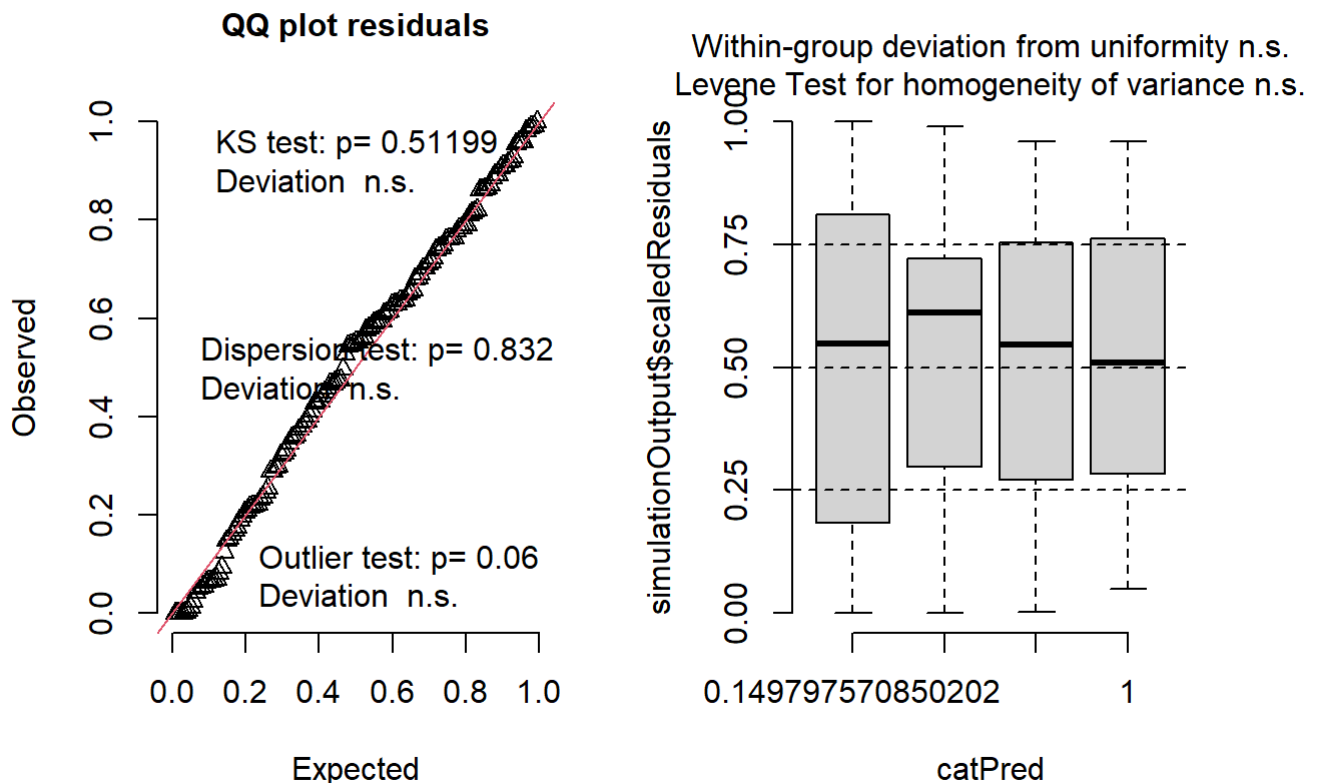 QQ plot residuals
KS test: p= 0.51199
Deviation n.s.
Dispersion test: p= 0.832
Deviation n.s.
Outlier test: p= 0.06
Deviation n.s.
Observed
0.0 0.2 0.4 0.6 0.8 1.0
0.0 0.2 0.4 0.6 0.8 1.0
Expected
Within-group deviation from uniformity n.s.
Levene Test for homogeneity of variance n.s.
simulationOutput$scaledResiduals
0.00 0.25 0.50 0.75 1.00
0.149797570850202 1
catPred